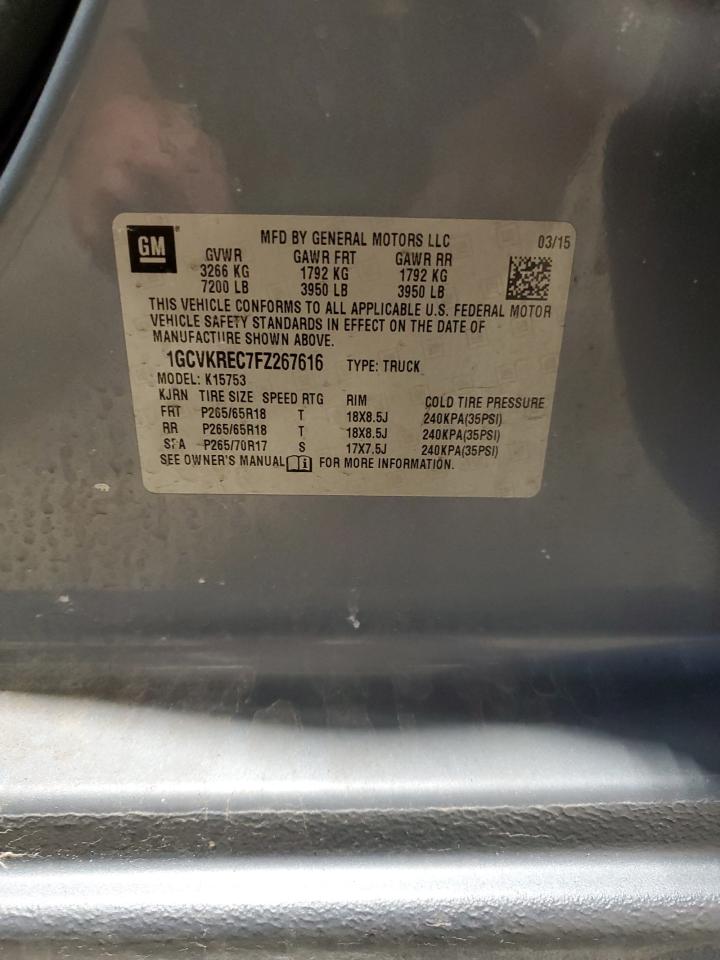 GM
MFD BY GENERAL MOTORS LLC 03/15
GVWR GAWR FRT GAWR RR
3266 KG 1792 KG 1792 KG
7200 LB 3950 LB 3950 LB
THIS VEHICLE CONFORMS TO ALL APPLICABLE U.S. FEDERAL MOTOR
VEHICLE SAFETY STANDARDS IN EFFECT ON THE DATE OF
MANUFACTURE SHOWN ABOVE.
1GCVKREC7FZ267616 TYPE: TRUCK
MODEL: K15753
KJRN TIRE SIZE SPEED RTG RIM COLD TIRE PRESSURE
FRT P265/65R18 T 18X8.5J 240KPA(35PSI)
RR P265/65R18 T 18X8.5J 240KPA(35PSI)
SPA P265/70R17 S 17X7.5J 240KPA(35PSI)
SEE OWNER'S MANUAL FOR MORE INFORMATION.